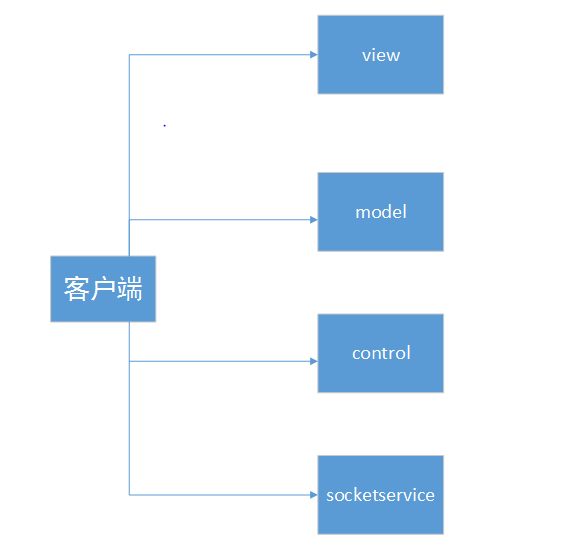 view
model
客户端
control
socketservice